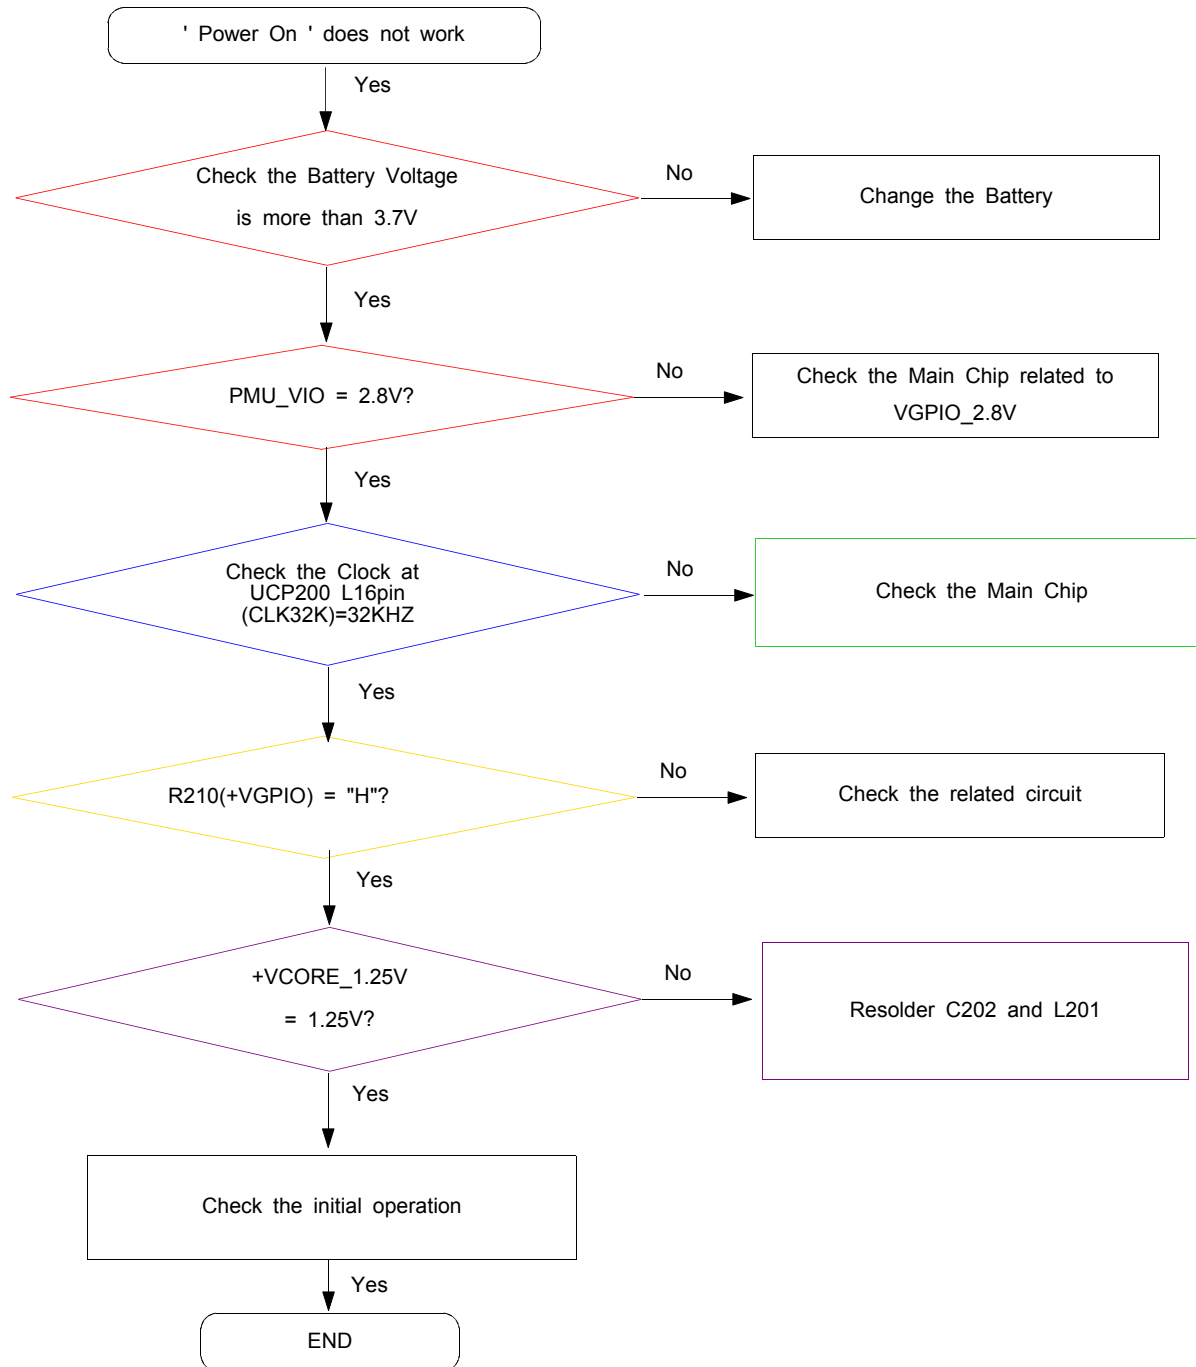 ' Power On ' does not work
Yes
Check the Battery Voltage
is more than 3.7V
No
Change the Battery
Yes
PMU_VIO = 2.8V?
No
Check the Main Chip related to
VGPIO_2.8V
Yes
Check the Clock at
UCP200 L16pin
(CLK32K)=32KHZ
No
Check the Main Chip
Yes
R210(+VGPIO) = "H"?
No
Check the related circuit
Yes
+VCORE_1.25V
= 1.25V?
No
Resolder C202 and L201
Yes
Check the initial operation
Yes
END